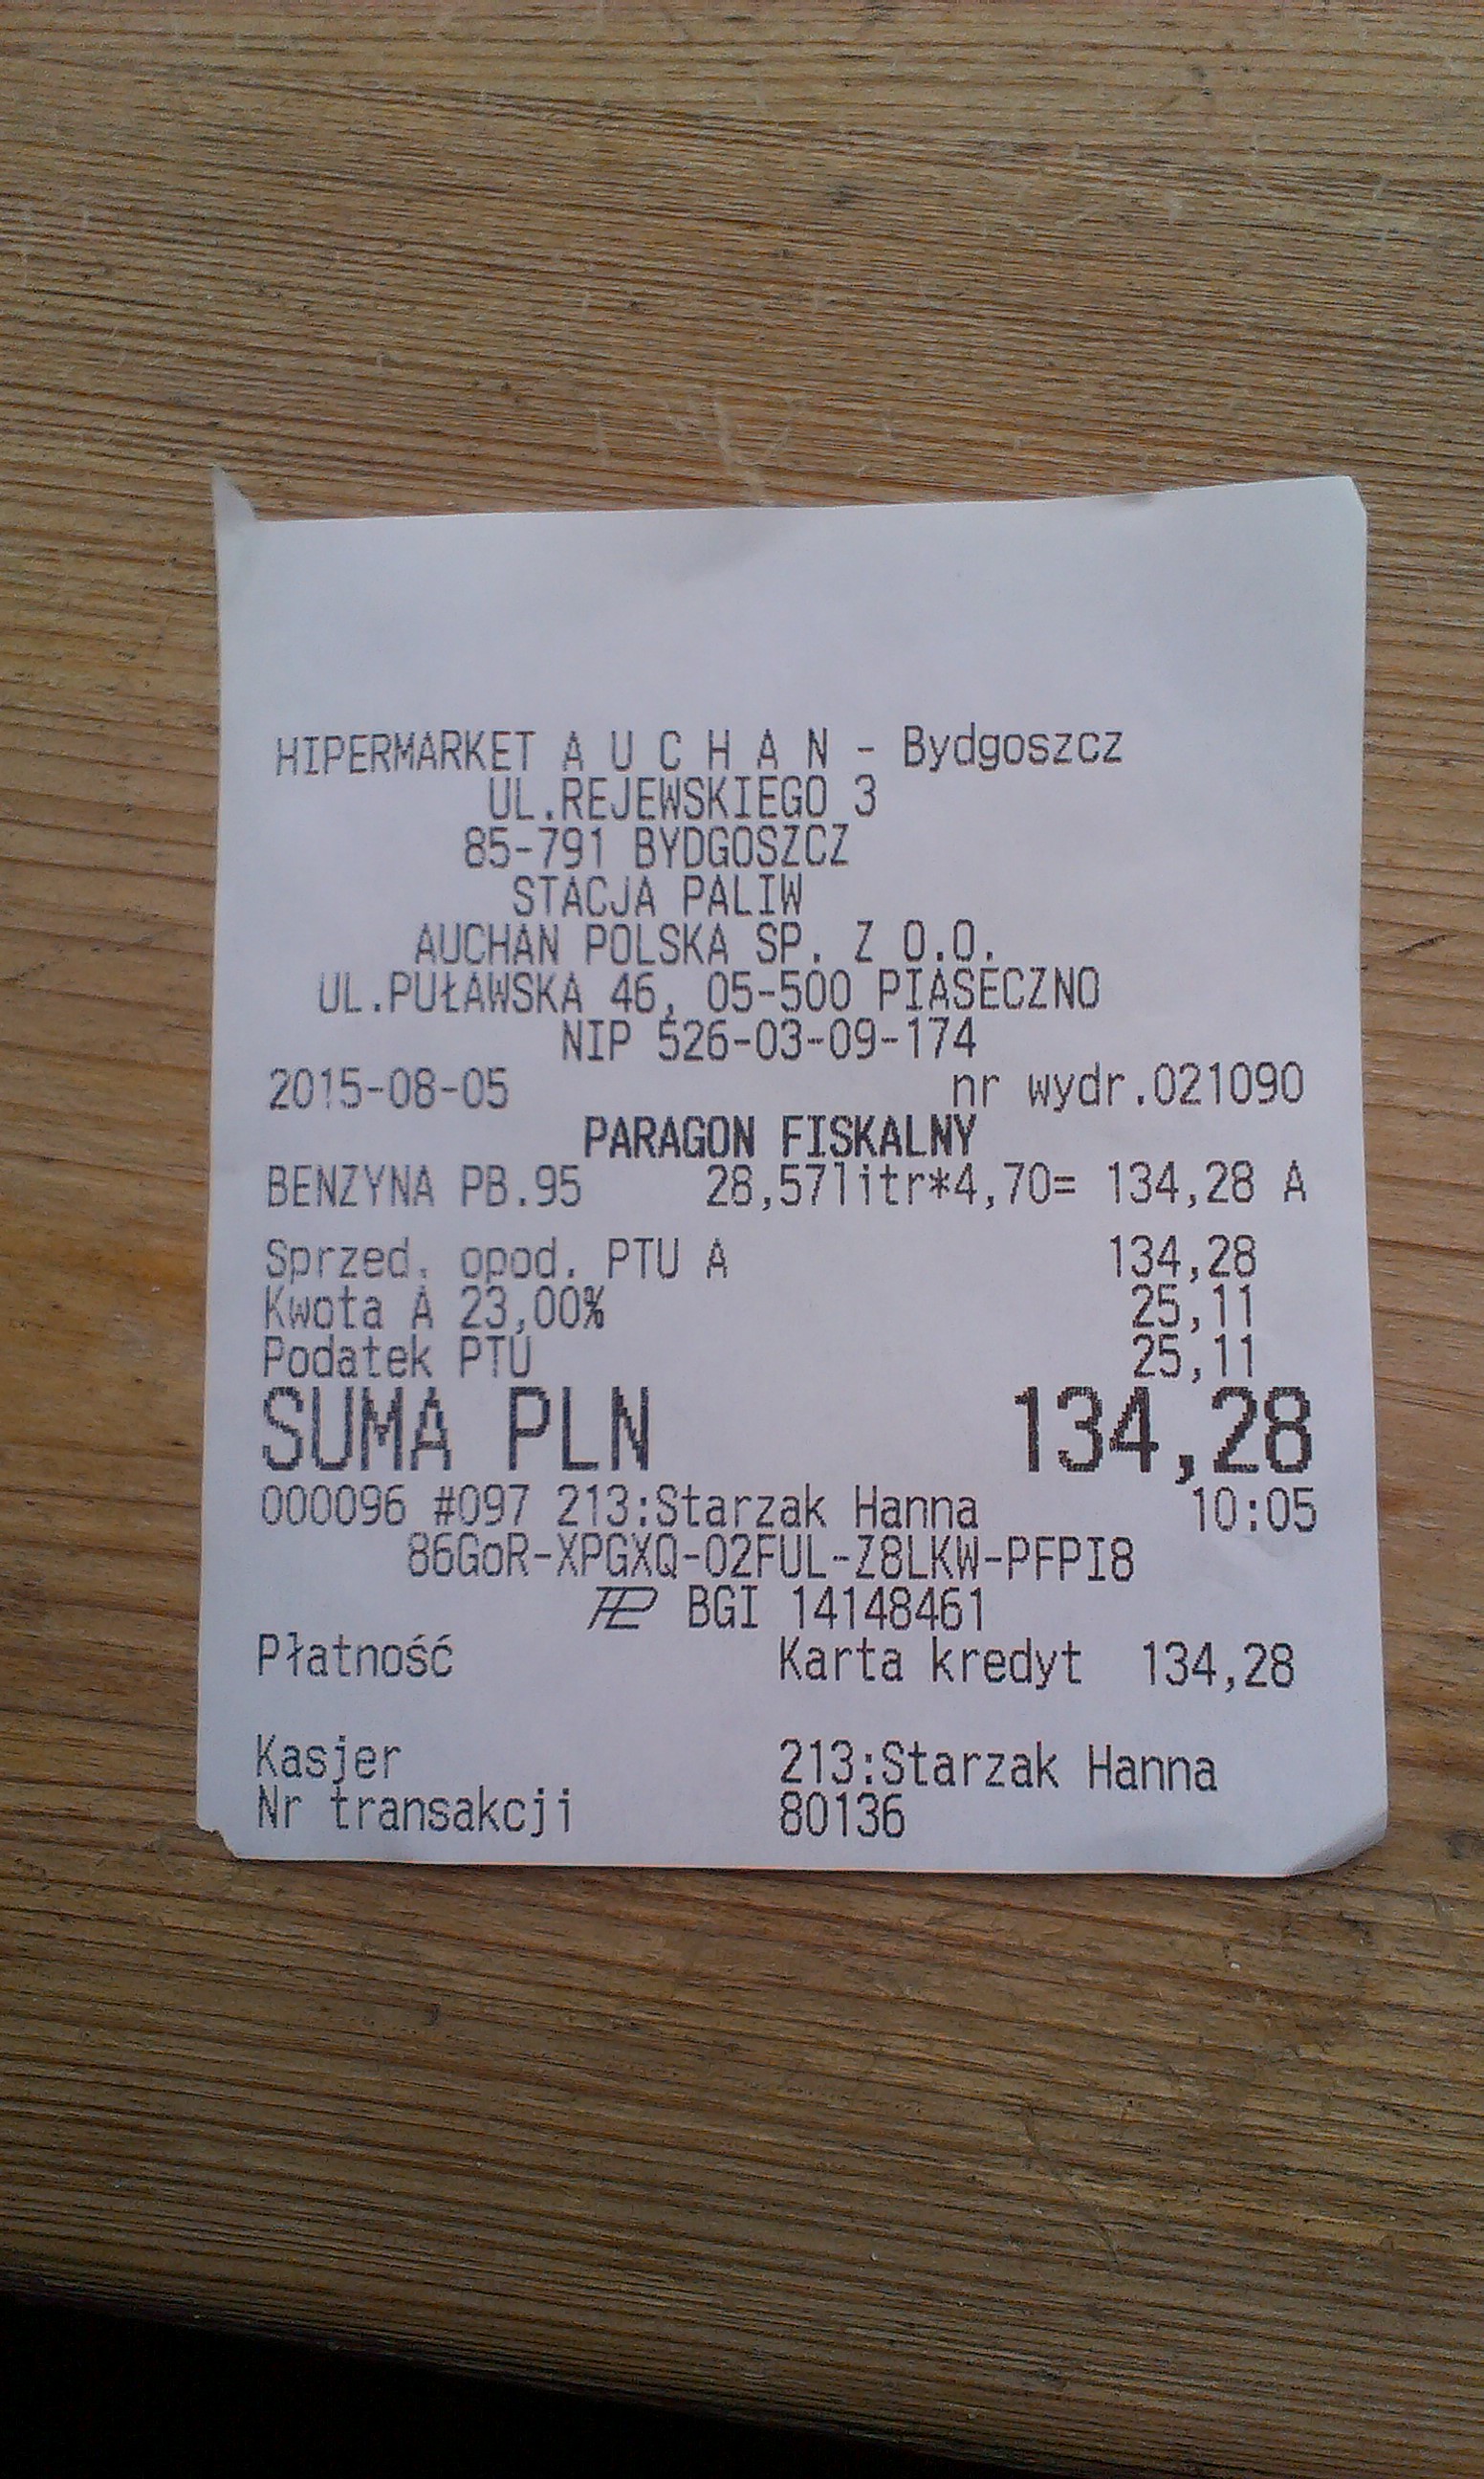 HIPERMARKET A U C H A N - Bydgoszcz
UL.REJEWSKIEGO 3
85-791 BYDGOSZCZ
STACJA PALIW
AUCHAN POLSKA SP. Z O.O.
UL.PUŁAWSKA 46, 05-500 PIASECZNO
NIP 526-03-09-174
2015-08-05 nr wydr.021090
PARAGON FISKALNY
BENZYNA PB.95 28,57litr*4,70= 134,28 A
Sprzed. opod. PTU A 134,28
Kwota A 23,00% 25,11
Podatek PTU 25,11
SUMA PLN 134,28
000096 #097 213:Starzak Hanna 10:05
86GoR-XPGXQ-02FUL-Z8LKW-PFPI8
BGI 14148461
Płatność Karta kredyt 134,28
Kasjer 213:Starzak Hanna
Nr transakcji 80136